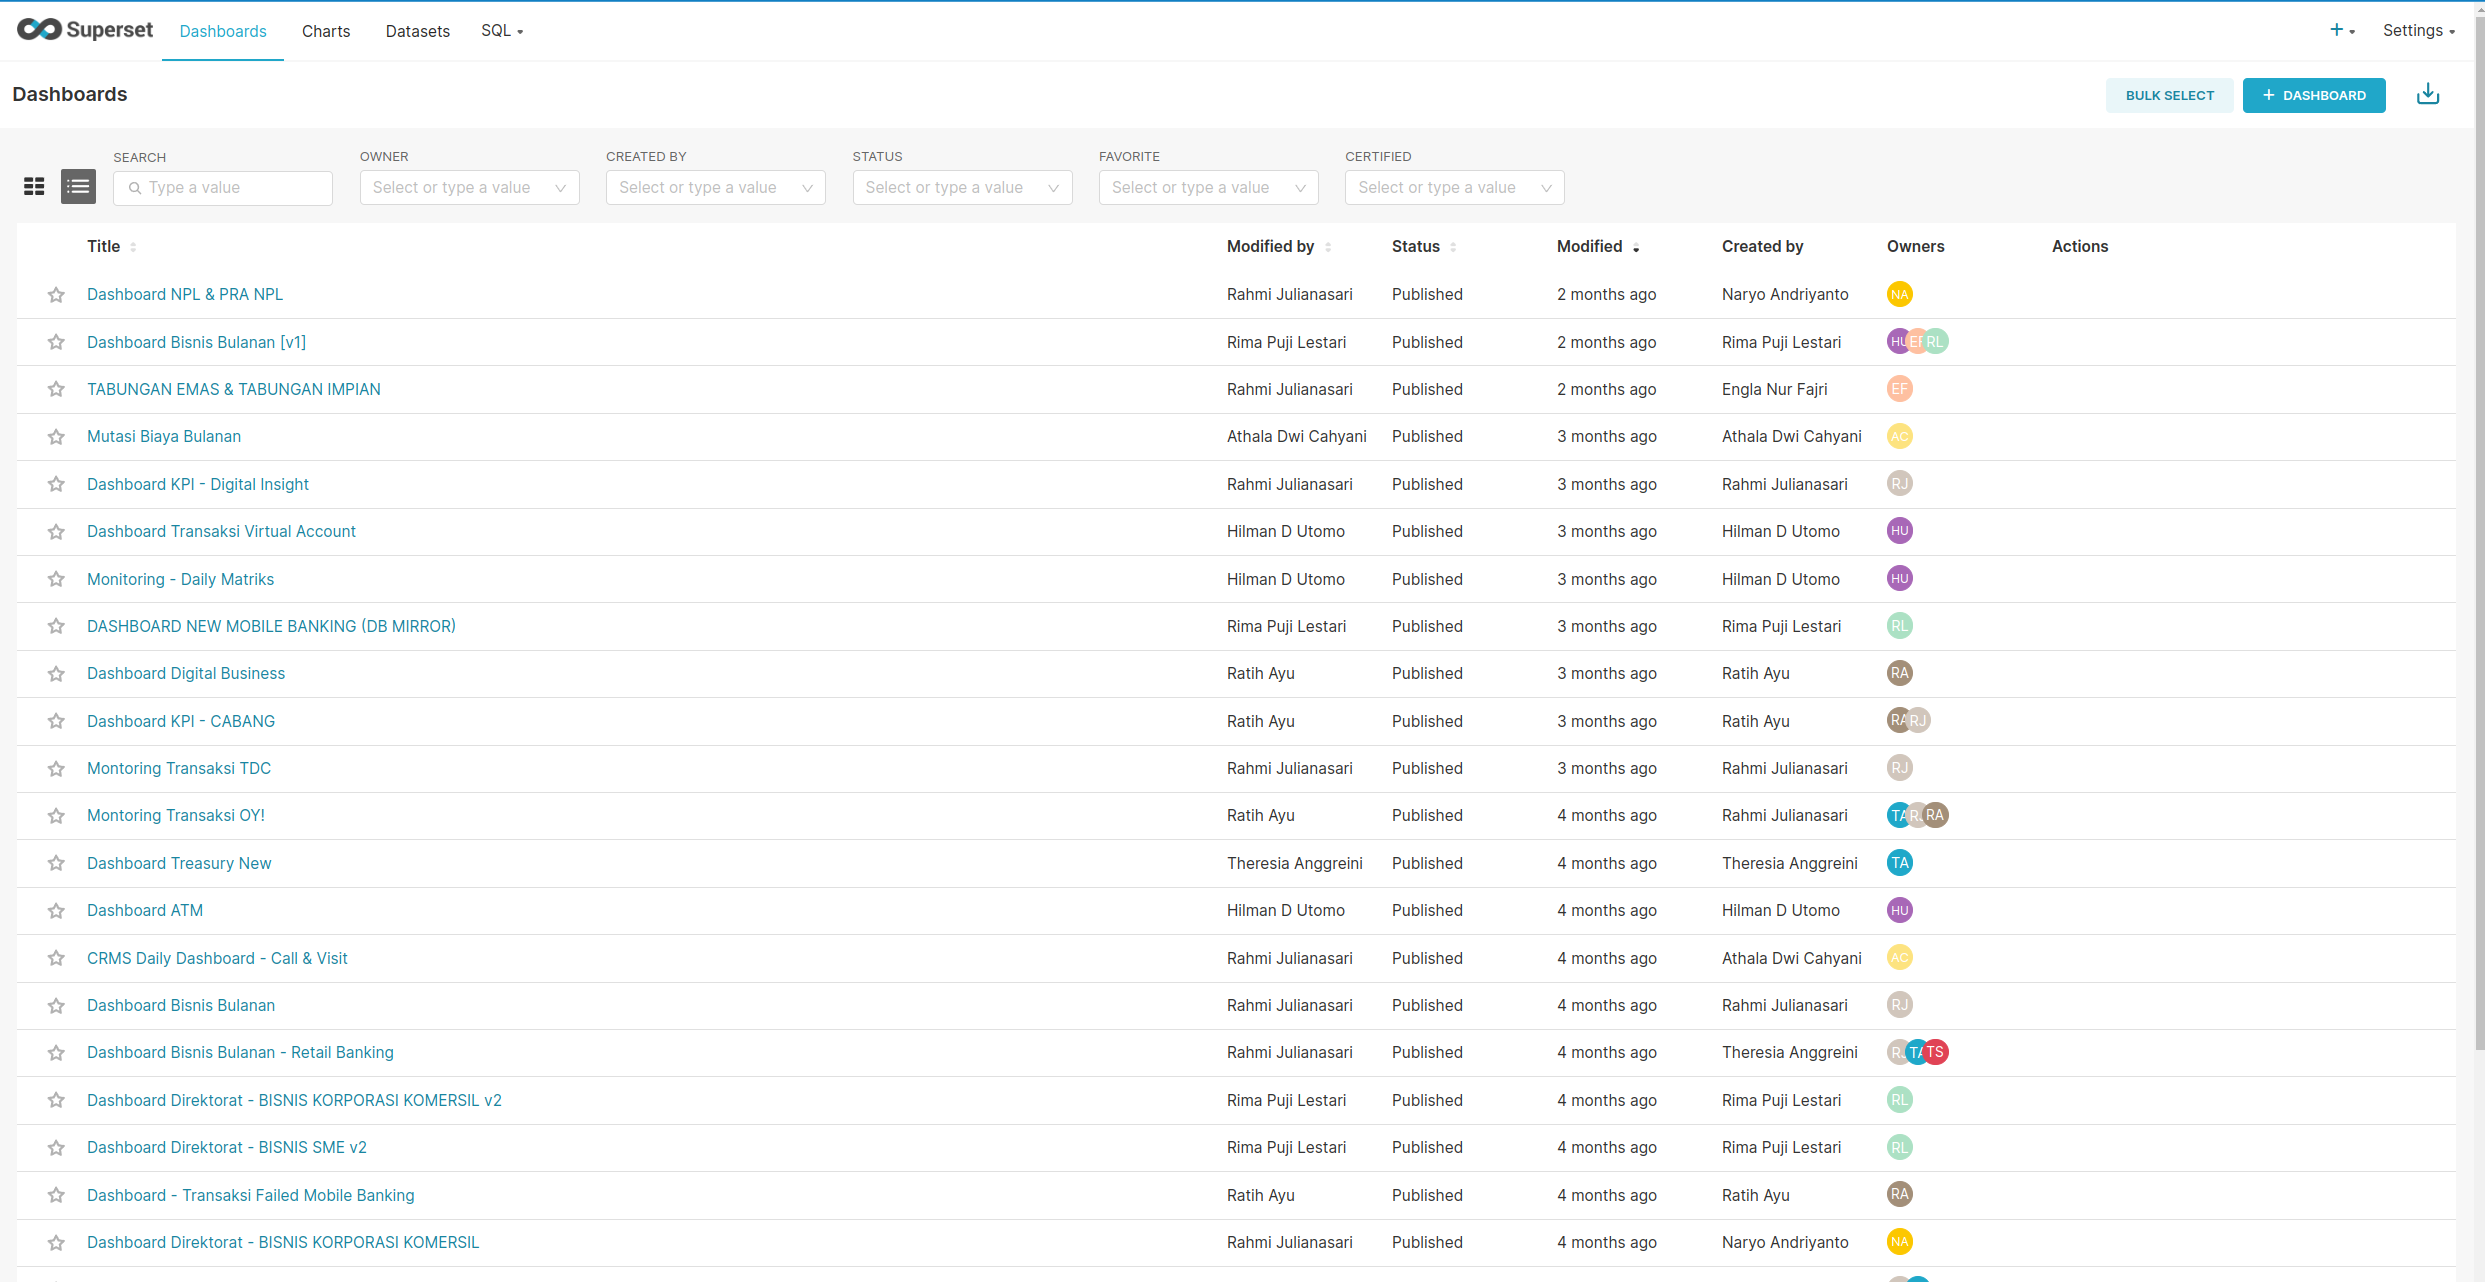 Superset Dashboards Charts Datasets SQL Settings
Dashboards BULK SELECT + DASHBOARD
SEARCH OWNER CREATED BY STATUS FAVORITE CERTIFIED
Type a value Select or type a value Select or type a value Select or type a value Select or type a value Select or type a value
Title Modified by Status Modified Created by Owners Actions
Dashboard NPL & PRA NPL Rahmi Julianasari Published 2 months ago Naryo Andriyanto NA
Dashboard Bisnis Bulanan [v1] Rima Puji Lestari Published 2 months ago Rima Puji Lestari HU EF RL
TABUNGAN EMAS & TABUNGAN IMPIAN Rahmi Julianasari Published 2 months ago Engla Nur Fajri EF
Mutasi Biaya Bulanan Athala Dwi Cahyani Published 3 months ago Athala Dwi Cahyani AC
Dashboard KPI - Digital Insight Rahmi Julianasari Published 3 months ago Rahmi Julianasari RJ
Dashboard Transaksi Virtual Account Hilman D Utomo Published 3 months ago Hilman D Utomo HU
Monitoring - Daily Matriks Hilman D Utomo Published 3 months ago Hilman D Utomo HU
DASHBOARD NEW MOBILE BANKING (DB MIRROR) Rima Puji Lestari Published 3 months ago Rima Puji Lestari RL
Dashboard Digital Business Ratih Ayu Published 3 months ago Ratih Ayu RA
Dashboard KPI - CABANG Ratih Ayu Published 3 months ago Ratih Ayu RA RJ
Montoring Transaksi TDC Rahmi Julianasari Published 3 months ago Rahmi Julianasari RJ
Montoring Transaksi OY! Ratih Ayu Published 4 months ago Rahmi Julianasari TA RJ RA
Dashboard Treasury New Theresia Anggreini Published 4 months ago Theresia Anggreini TA
Dashboard ATM Hilman D Utomo Published 4 months ago Hilman D Utomo HU
CRMS Daily Dashboard - Call & Visit Rahmi Julianasari Published 4 months ago Athala Dwi Cahyani AC
Dashboard Bisnis Bulanan Rahmi Julianasari Published 4 months ago Rahmi Julianasari RJ
Dashboard Bisnis Bulanan - Retail Banking Rahmi Julianasari Published 4 months ago Theresia Anggreini RJ TA TS
Dashboard Direktorat - BISNIS KORPORASI KOMERSIL v2 Rima Puji Lestari Published 4 months ago Rima Puji Lestari RL
Dashboard Direktorat - BISNIS SME v2 Rima Puji Lestari Published 4 months ago Rima Puji Lestari RL
Dashboard - Transaksi Failed Mobile Banking Ratih Ayu Published 4 months ago Ratih Ayu RA
Dashboard Direktorat - BISNIS KORPORASI KOMERSIL Rahmi Julianasari Published 4 months ago Naryo Andriyanto NA